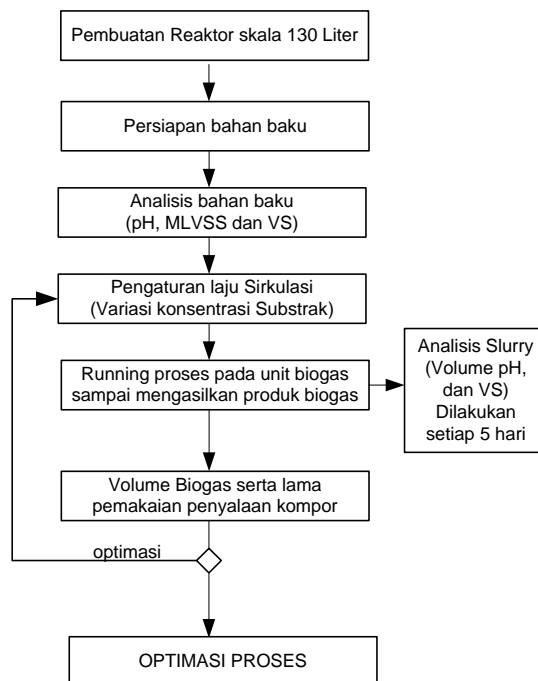 Pembuatan Reaktor skala 130 Liter
Persiapan bahan baku
Analisis bahan baku
(pH, MLVSS dan VS)
Pengaturan laju Sirkulasi
(Variasi konsentrasi Substrak)
Running proses pada unit biogas
sampai mengasilkan produk biogas
Analisis Slurry
(Volume pH,
dan VS)
Dilakukan
setiap 5 hari
Volume Biogas serta lama
pemakaian penyalaan kompor
optimasi
OPTIMASI PROSES